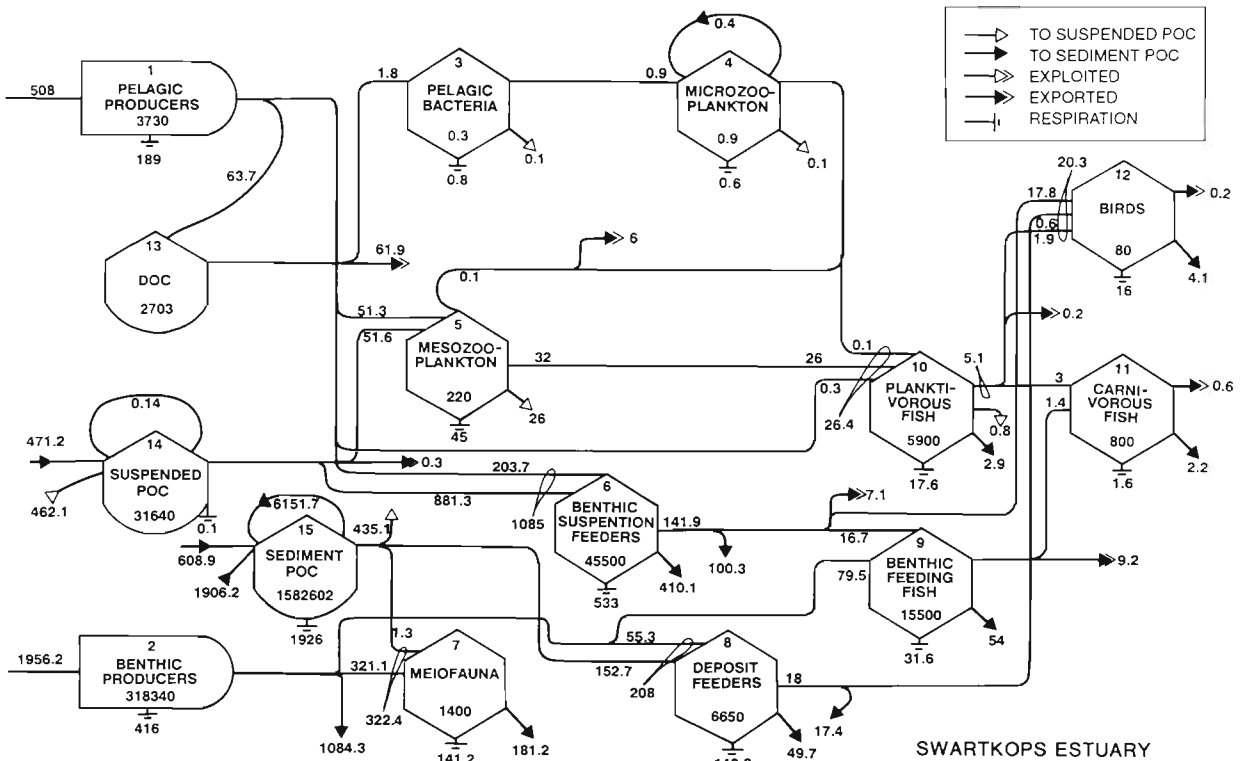 TO SUSPENDED POC
TO SEDIMENT POC
EXPLOITED
EXPORTED
RESPIRATION
508
1
PELAGIC
PRODUCERS
3730
189
63.7
1.8
3
PELAGIC
BACTERIA
0.3
0.8
0.1
0.4
0.9
4
MICROZOO-
PLANKTON
0.9
0.6
0.1
20.3
17.8
0.6
1.9
12
BIRDS
80
16
0.2
4.1
13
DOC
2703
61.9
6
0.1
51.3
51.6
5
MESOZOO-
PLANKTON
220
45
26
32
26
0.1
0.3
26.4
10
PLANKTI-
VOROUS
FISH
5900
17.6
5.1
0.8
2.9
0.2
3
1.4
11
CARNI-
VOROUS
FISH
800
1.6
0.6
2.2
0.14
471.2
14
SUSPENDED
POC
31640
462.1
0.1
0.3
203.7
881.3
1085
6
BENTHIC
SUSPENTION
FEEDERS
45500
533
141.9
100.3
410.1
7.1
16.7
79.5
9
BENTHIC
FEEDING
FISH
15500
31.6
9.2
54
6151.7
435.1
608.9
15
SEDIMENT
POC
1582602
1906.2
1926
1956.2
2
BENTHIC
PRODUCERS
318340
416
1084.3
1.3
321.1
322.4
7
MEIOFAUNA
1400
141.2
181.2
55.3
152.7
208
8
DEPOSIT
FEEDERS
6650
18
17.4
49.7
SWARTKOPS ESTUARY